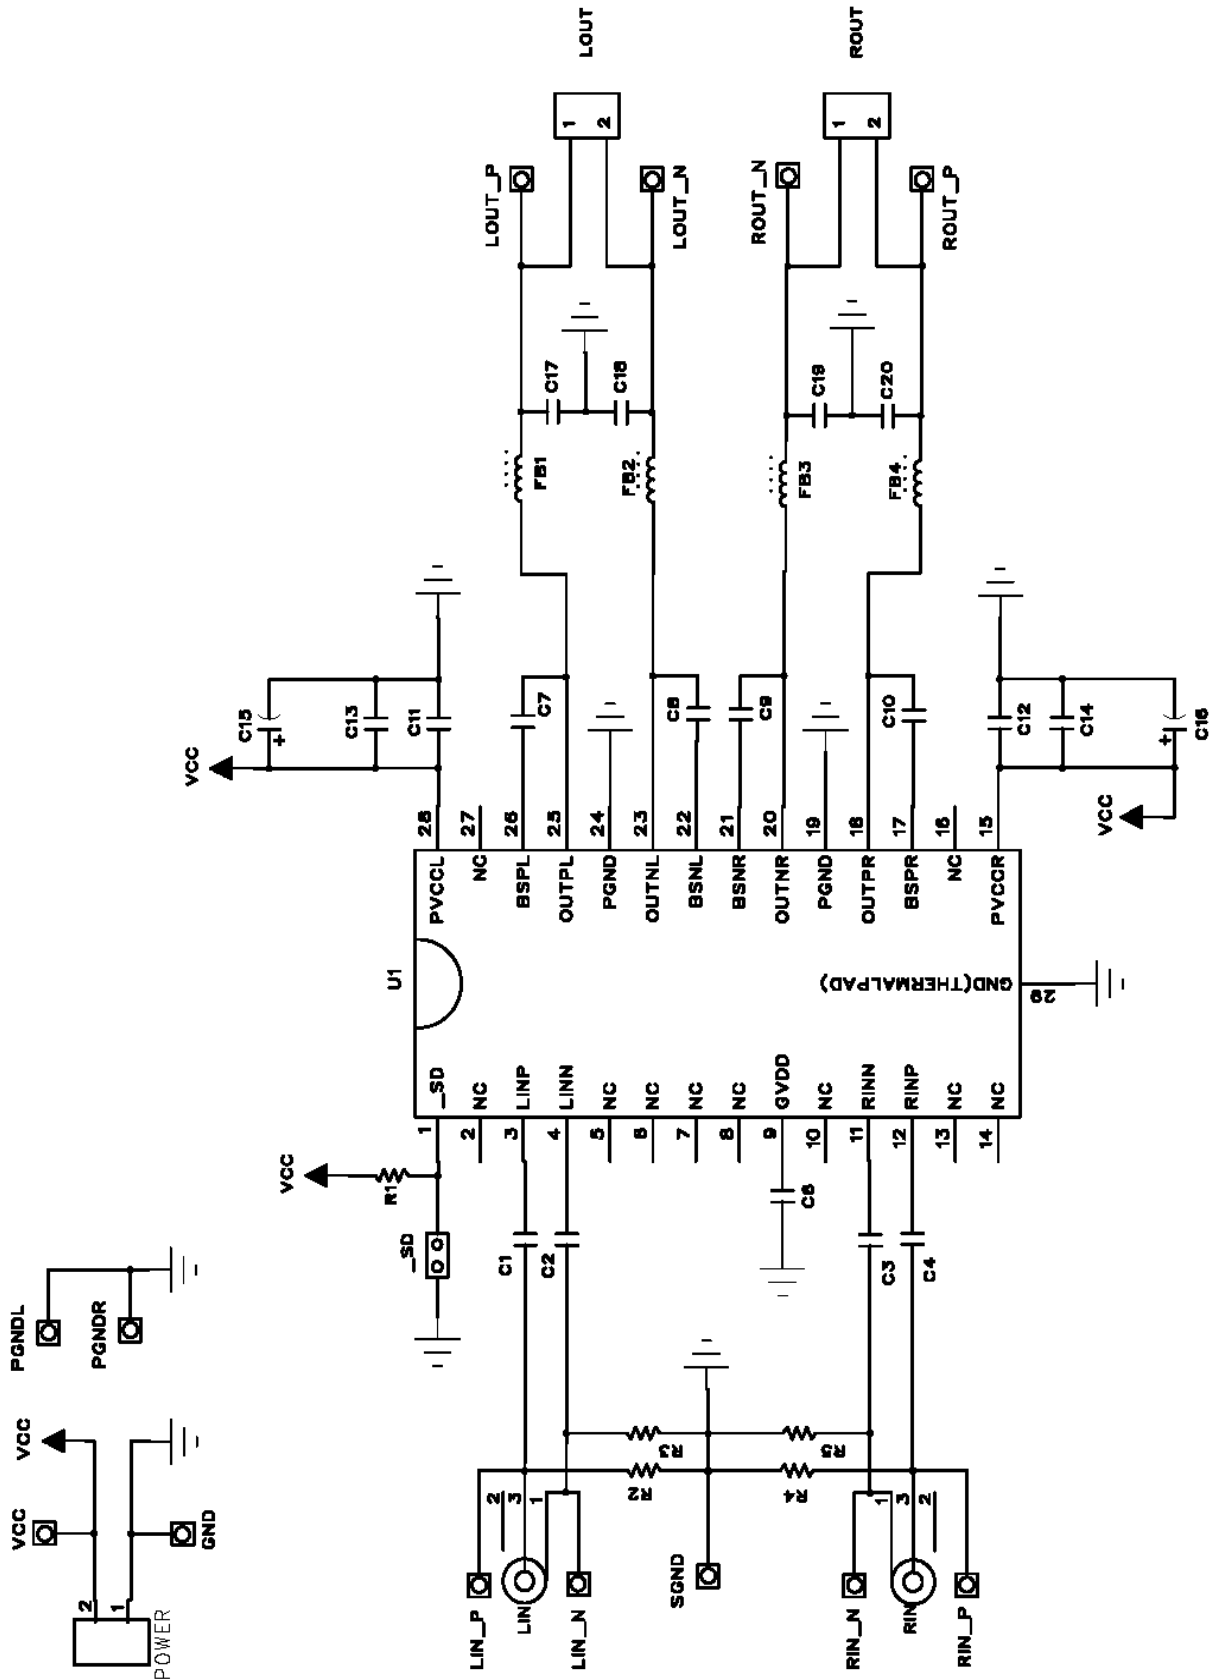 POWER
2
1
VCC
GND
VCC
PGNDL
PGNDR
VCC
VCC
C15
C13
C11
LIN_P
LIN
LIN_N
2
3
1
R2
R3
SGND
R4
R5
RIN_N
RIN
RIN_P
1
3
2
_SD
R1
VCC
C1
C2
C6
C3
C4
U1
1 _SD
2 NC
3 LINP
4 LINN
5 NC
6 NC
7 NC
8 NC
9 GVDD
10 NC
11 RINN
12 RINP
13 NC
14 NC
PVCCL 28
NC 27
BSPL 26
OUTPL 25
PGND 24
OUTNL 23
BSNL 22
BSNR 21
OUTNR 20
PGND 19
OUTPR 18
BSPR 17
NC 16
PVCCR 15
GND(THERMALPAD)
29
C7
C8
C9
C10
C12
C14
C16
FB1
FB2
FB3
FB4
C17
C18
C19
C20
LOUT_P
LOUT_N
ROUT_N
ROUT_P
1
2
LOUT
1
2
ROUT